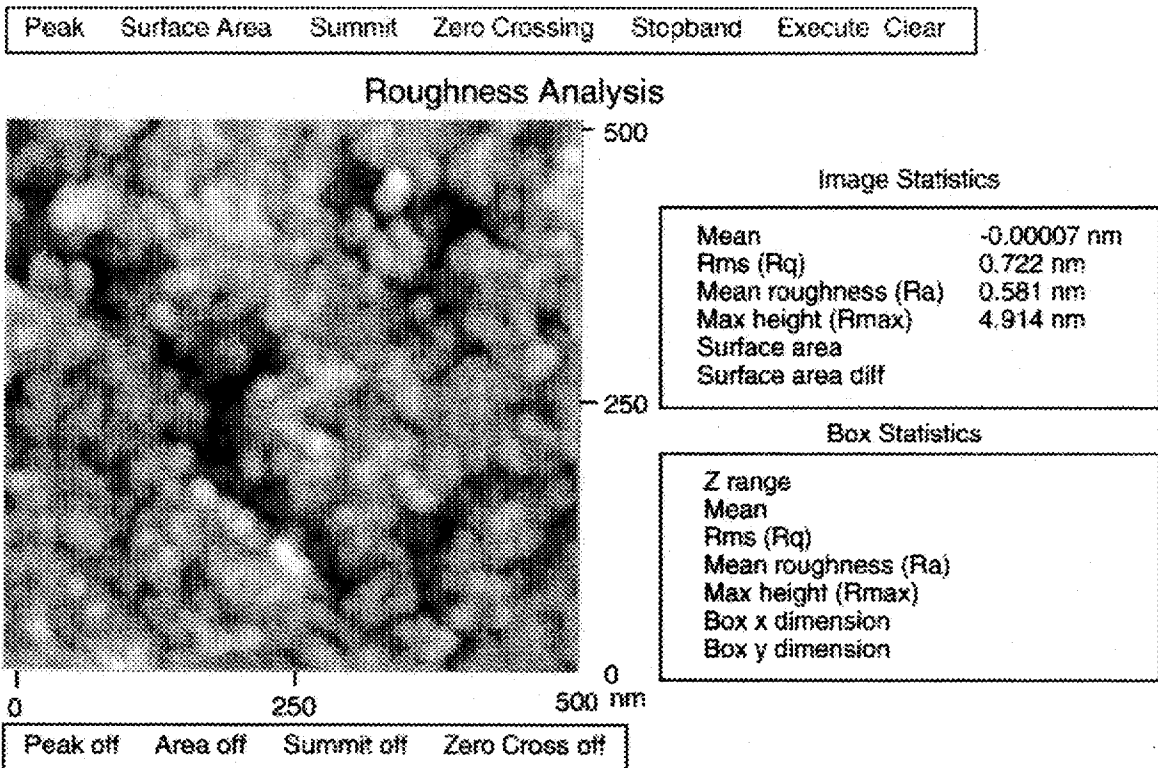 Peak Surface Area Summit Zero Crossing Stopband Execute Clear
Roughness Analysis
500
250
0
0 250 500 nm
Image Statistics
Mean -0.00007 nm
Rms (Rq) 0.722 nm
Mean roughness (Ra) 0.581 nm
Max height (Rmax) 4.914 nm
Surface area
Surface area diff
Box Statistics
Z range
Mean
Rms (Rq)
Mean roughness (Ra)
Max height (Rmax)
Box x dimension
Box y dimension
Peak off Area off Summit off Zero Cross off